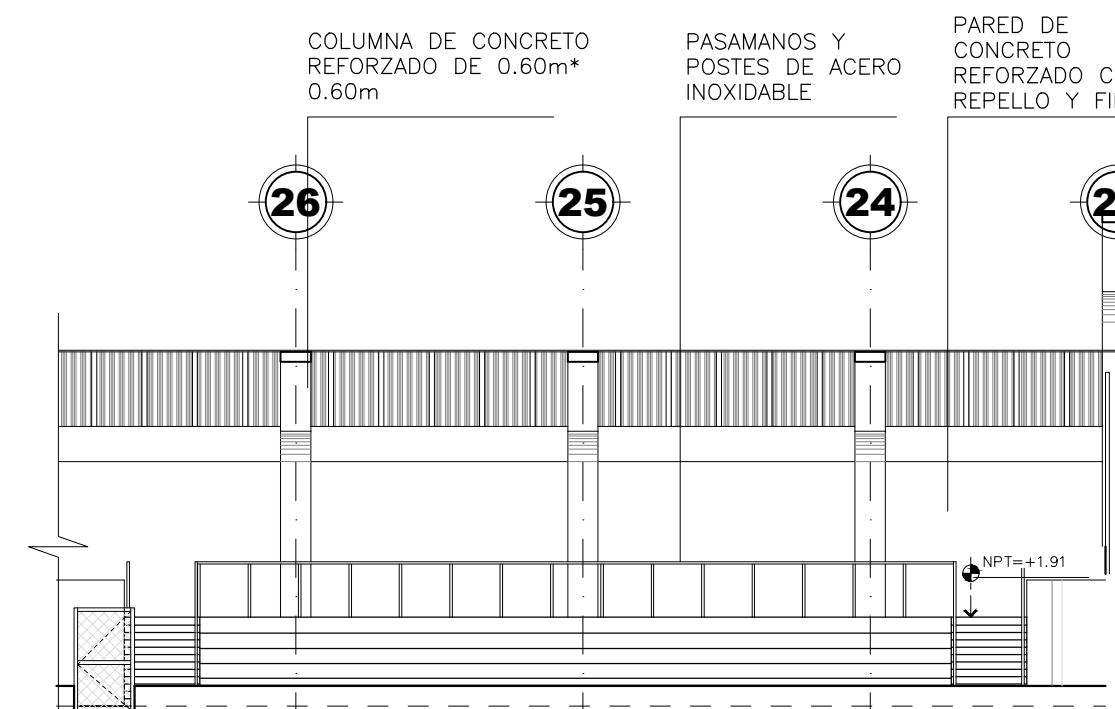 COLUMNA DE CONCRETO
REFORZADO DE 0.60m*
0.60m
PASAMANOS Y
POSTES DE ACERO
INOXIDABLE
PARED DE
CONCRETO
REFORZADO
REPELLO Y
26
25
24
NPT=+1.91